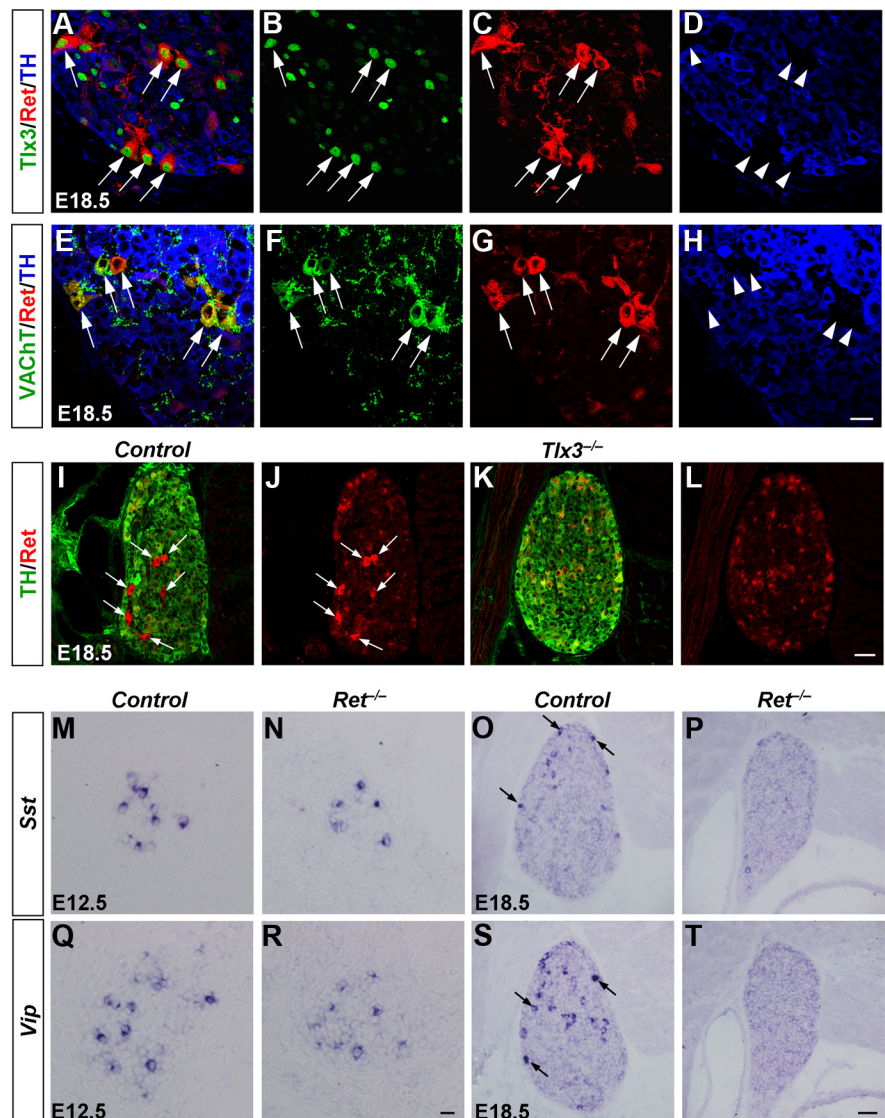 A B C D
Tlx3/Ret/TH
E18.5
E F G H
VAChT/Ret/TH
E18.5
Control Tlx3–/–
I J K L
TH/Ret
E18.5
Control Ret–/– Control Ret–/–
M N O P
Sst
E12.5 E18.5
Q R S T
Vip
E12.5 E18.5